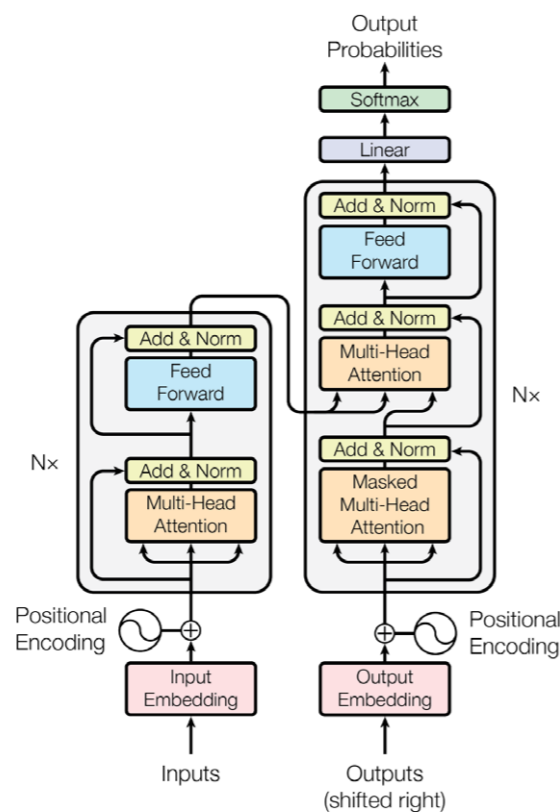 Output
Probabilities
Softmax
Linear
Add & Norm
Feed
Forward
Add & Norm
Multi-Head
Attention
Add & Norm
Masked
Multi-Head
Attention
N×
Add & Norm
Feed
Forward
Add & Norm
Multi-Head
Attention
N×
Positional
Encoding
Positional
Encoding
Input
Embedding
Output
Embedding
Inputs
Outputs
(shifted right)